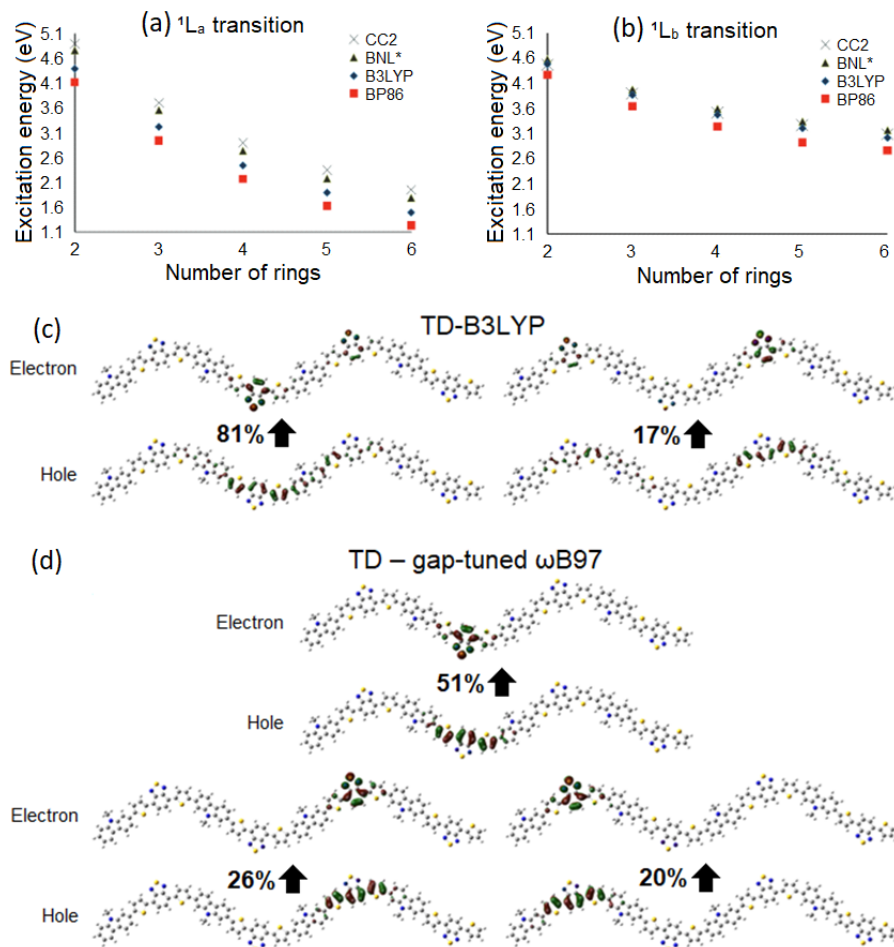 (a) ¹Lₐ transition
5.1
4.6
4.1
3.6
3.1
2.6
2.1
1.6
1.1
Excitation energy (eV)
CC2
BNL*
B3LYP
BP86
2 3 4 5 6
Number of rings
(b) ¹L_b transition
5.1
4.6
4.1
3.6
3.1
2.6
2.1
1.6
1.1
Excitation energy (eV)
CC2
BNL*
B3LYP
BP86
2 3 4 5 6
Number of rings
(c)
TD-B3LYP
Electron
81% 17%
Hole
(d)
TD – gap-tuned ωB97
Electron
51%
Hole
Electron
26% 20%
Hole